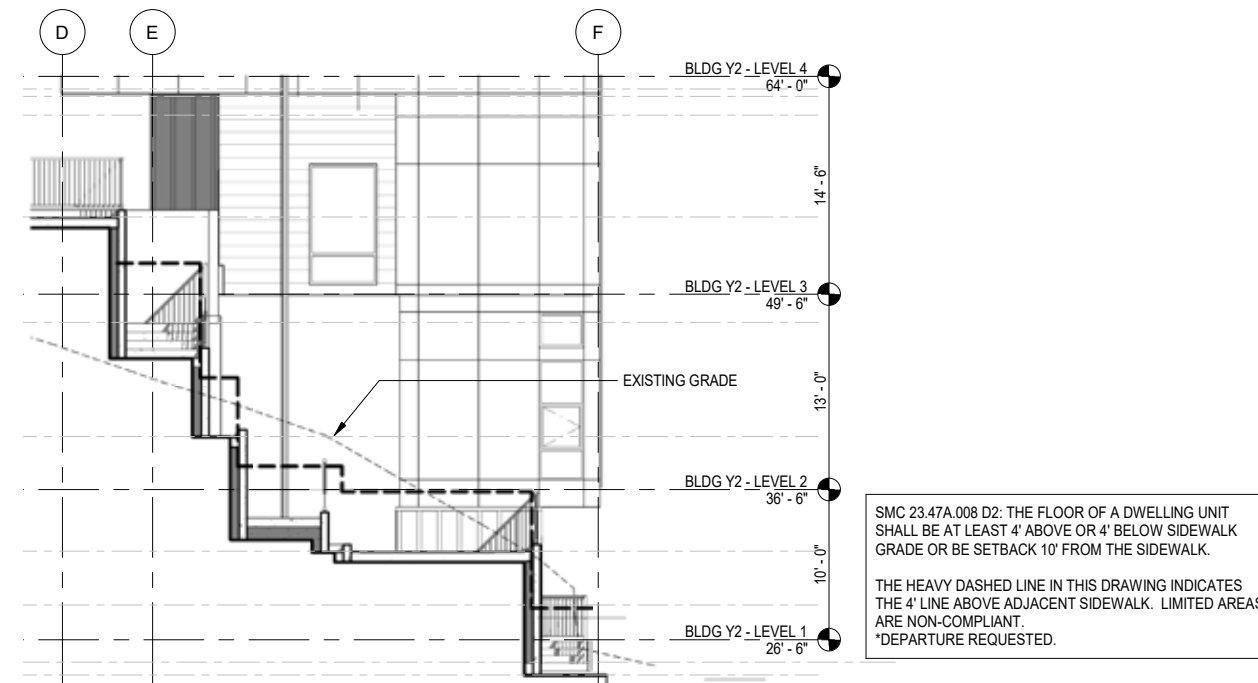 D
E
F
BLDG Y2 - LEVEL 4
64' - 0"
14' - 6"
BLDG Y2 - LEVEL 3
49' - 6"
EXISTING GRADE
13' - 0"
BLDG Y2 - LEVEL 2
36' - 6"
SMC 23.47A.008 D2: THE FLOOR OF A DWELLING UNIT
SHALL BE AT LEAST 4' ABOVE OR 4' BELOW SIDEWALK
GRADE OR BE SETBACK 10' FROM THE SIDEWALK.
THE HEAVY DASHED LINE IN THIS DRAWING INDICATES
THE 4' LINE ABOVE ADJACENT SIDEWALK. LIMITED AREAS
ARE NON-COMPLIANT.
*DEPARTURE REQUESTED.
10' - 0"
BLDG Y2 - LEVEL 1
26' - 6"